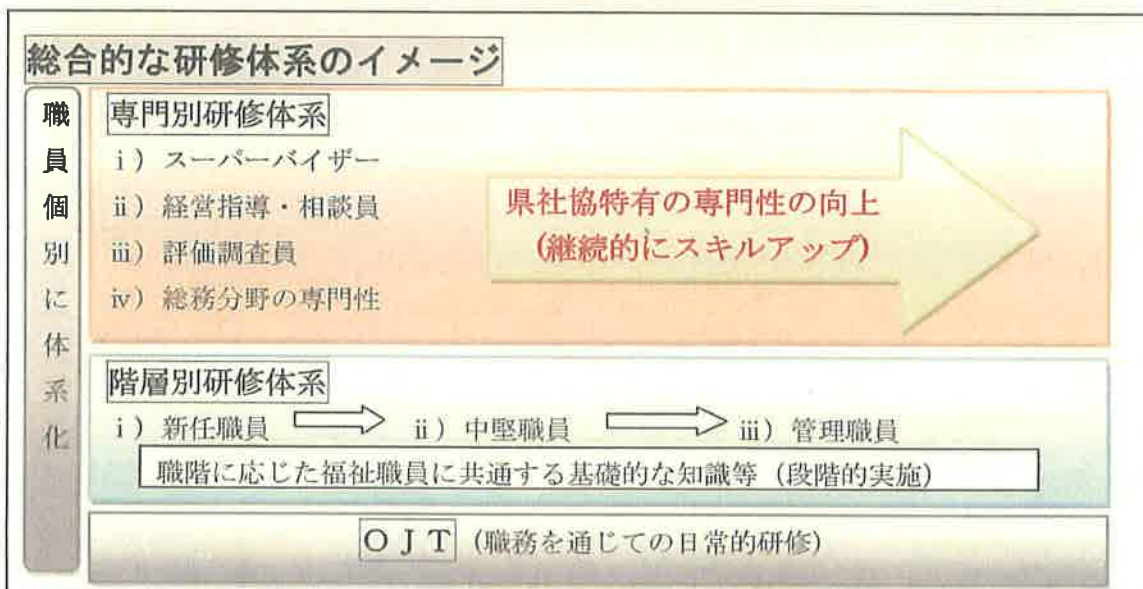 総合的な研修体系のイメージ
職員個別に体系化
専門別研修体系
ⅰ）スーパーバイザー
ⅱ）経営指導・相談員
ⅲ）評価調査員
ⅳ）総務分野の専門性
県社協特有の専門性の向上
(継続的にスキルアップ)
階層別研修体系
ⅰ）新任職員
ⅱ）中堅職員
ⅲ）管理職員
職階に応じた福祉職員に共通する基礎的な知識等（段階的実施）
ＯＪＴ（職務を通じての日常的研修）